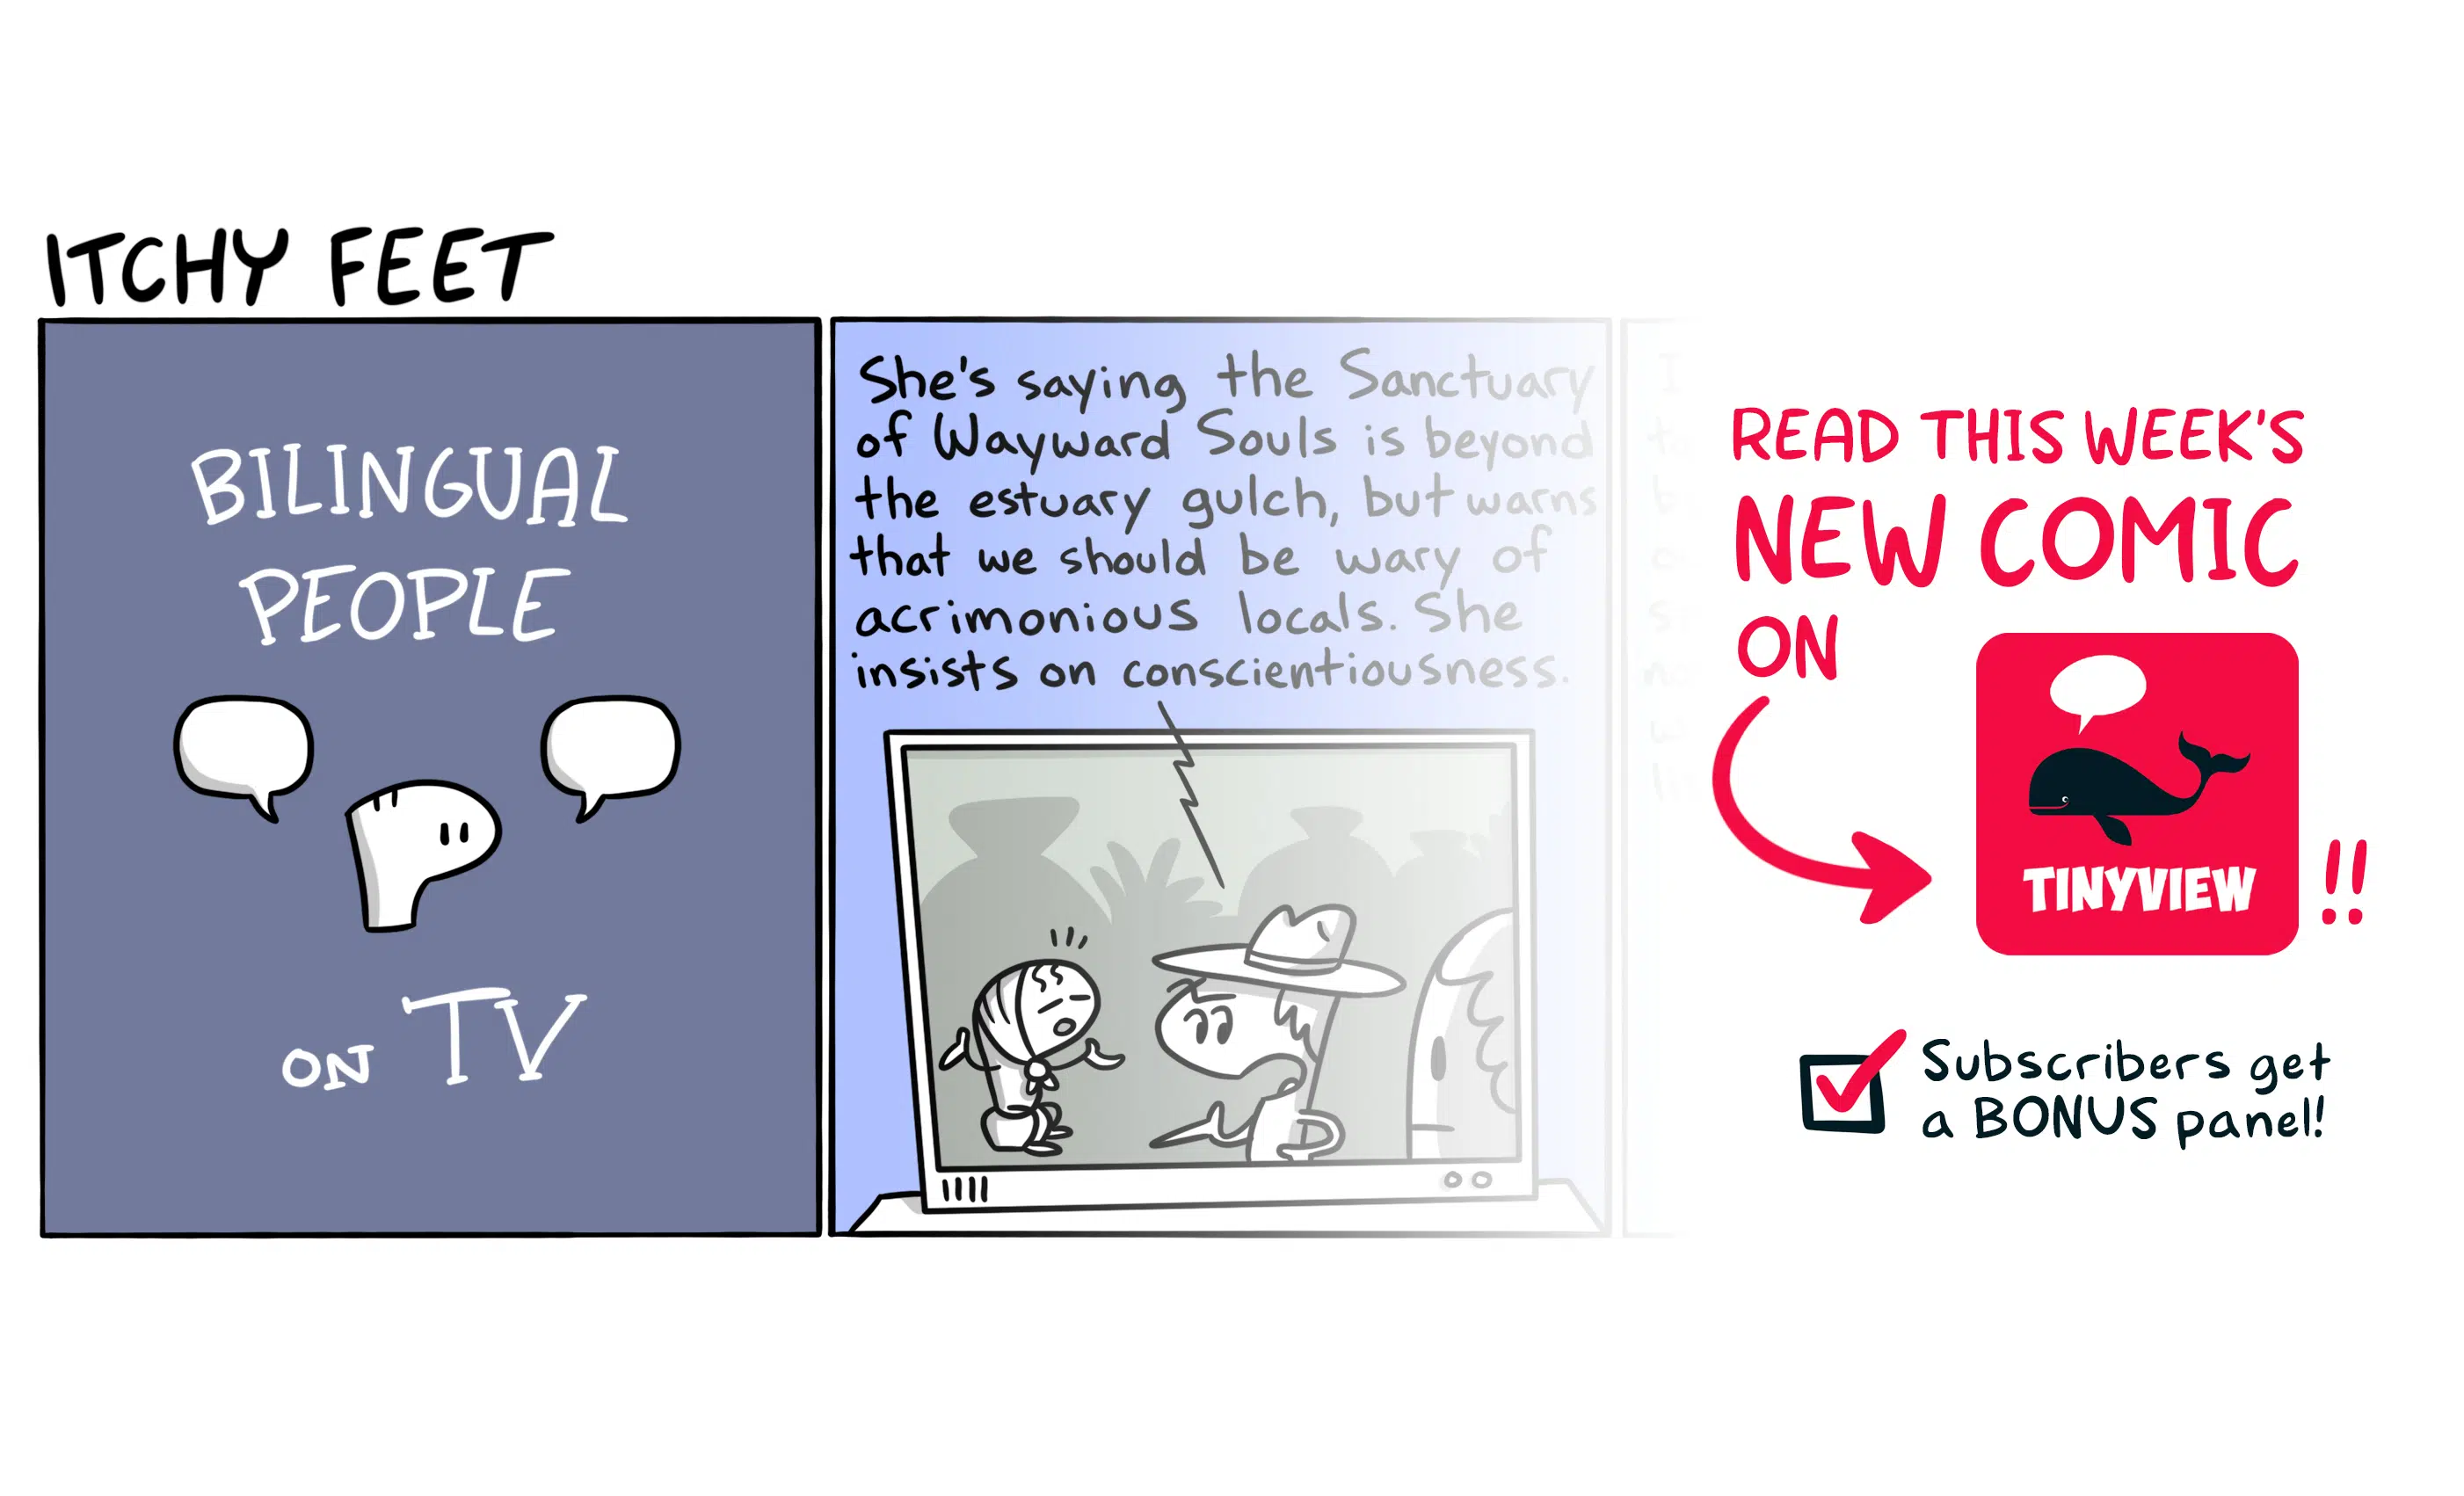 ITCHY FEET
BILINGUAL
PEOPLE
ON TV
She's saying the Sanctuary
of Wayward Souls is beyond
the estuary gulch, but warns
that we should be wary of
acrimonious locals. She
insists on conscientiousness.
READ THIS WEEK'S
NEW COMIC
ON
TINYVIEW
!!
Subscribers get
a BONUS panel!